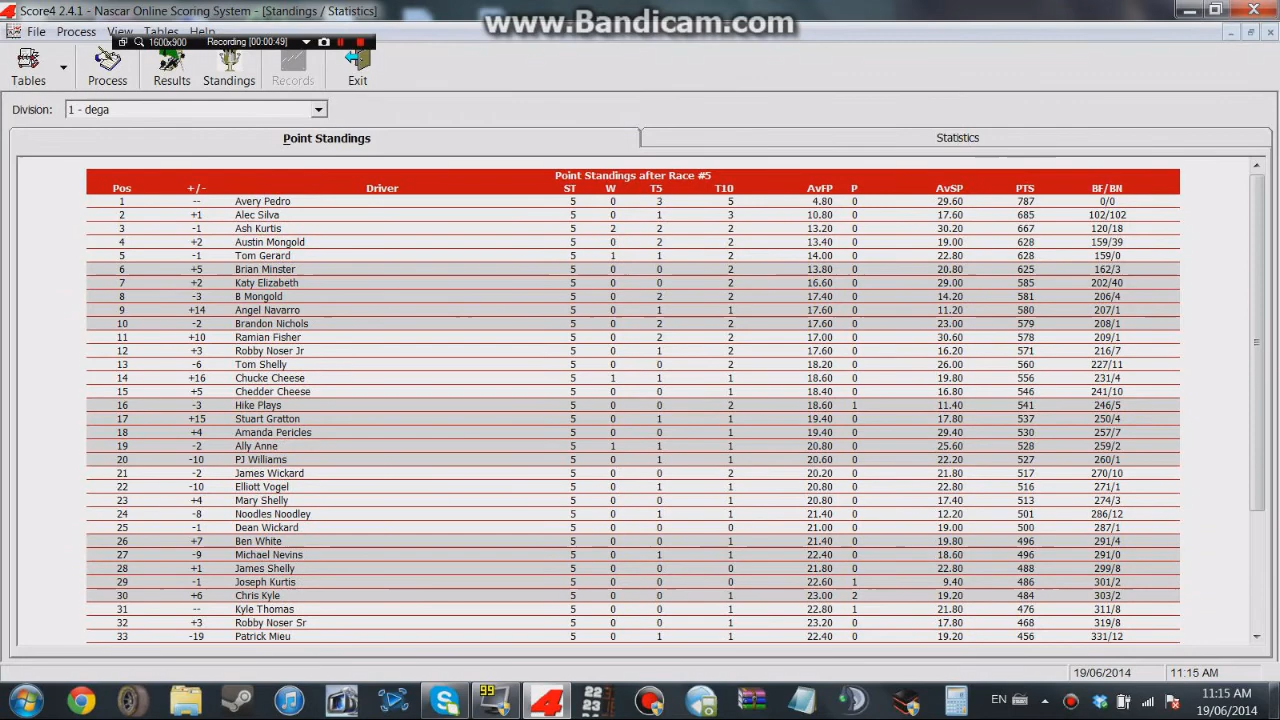 Score4 2.4.1 - Nascar Online Scoring System - [Standings / Statistics]
www.Bandicam.com
File Process View Tables Help
1600x900 Recording [00:00:49]
Tables Process Results Standings Records Exit
Division: 1 - dega
Point Standings Statistics
Point Standings after Race #5
Pos +/- Driver ST W T5 T10 AvFP P AvSP PTS BF/BN
1 -- Avery Pedro 5 0 3 5 4.80 0 29.60 787 0/0
2 +1 Alec Silva 5 0 1 3 10.80 0 17.60 685 102/102
3 -1 Ash Kurtis 5 2 2 2 13.20 0 30.20 667 120/18
4 +2 Austin Mongold 5 0 2 2 13.40 0 19.00 628 159/39
5 -1 Tom Gerard 5 1 1 2 14.00 0 22.80 628 159/0
6 +5 Brian Minster 5 0 0 2 13.80 0 20.80 625 162/3
7 +2 Katy Elizabeth 5 0 0 2 16.60 0 29.00 585 202/40
8 -3 B Mongold 5 0 2 2 17.40 0 14.20 581 206/4
9 +14 Angel Navarro 5 0 1 1 17.60 0 11.20 580 207/1
10 -2 Brandon Nichols 5 0 2 2 17.60 0 23.00 579 208/1
11 +10 Ramian Fisher 5 0 2 2 17.00 0 30.60 578 209/1
12 +3 Robby Noser Jr 5 0 1 2 17.60 0 16.20 571 216/7
13 -6 Tom Shelly 5 0 0 2 18.20 0 26.00 560 227/11
14 +16 Chucke Cheese 5 1 1 1 18.60 0 19.80 556 231/4
15 +5 Chedder Cheese 5 0 0 1 18.40 0 16.80 546 241/10
16 -3 Hike Plays 5 0 0 2 18.60 1 11.40 541 246/5
17 +15 Stuart Gratton 5 0 1 1 19.40 0 17.80 537 250/4
18 +4 Amanda Pericles 5 0 0 1 19.40 0 29.40 530 257/7
19 -2 Ally Anne 5 1 1 1 20.80 0 25.60 528 259/2
20 -10 PJ Williams 5 0 1 1 20.60 0 22.20 527 260/1
21 -2 James Wickard 5 0 0 2 20.20 0 21.80 517 270/10
22 -10 Elliott Vogel 5 0 1 1 20.80 0 22.80 516 271/1
23 +4 Mary Shelly 5 0 0 1 20.80 0 17.40 513 274/3
24 -8 Noodles Noodley 5 0 1 1 21.40 0 12.20 501 286/12
25 -1 Dean Wickard 5 0 0 0 21.00 0 19.00 500 287/1
26 +7 Ben White 5 0 0 0 21.40 0 19.80 496 291/4
27 -9 Michael Nevins 5 0 1 1 22.40 0 18.60 496 291/0
28 +1 James Shelly 5 0 0 0 21.80 0 22.80 488 299/8
29 -1 Joseph Kurtis 5 0 0 0 22.60 1 9.40 486 301/2
30 +6 Chris Kyle 5 0 0 1 23.00 2 19.20 484 303/2
31 -- Kyle Thomas 5 0 0 1 22.80 1 21.80 476 311/8
32 +3 Robby Noser Sr 5 0 0 1 23.20 0 17.80 468 319/8
33 -19 Patrick Mieu 5 0 1 1 22.40 0 19.20 456 331/12
19/06/2014 11:15 AM
99
EN
11:15 AM
19/06/2014